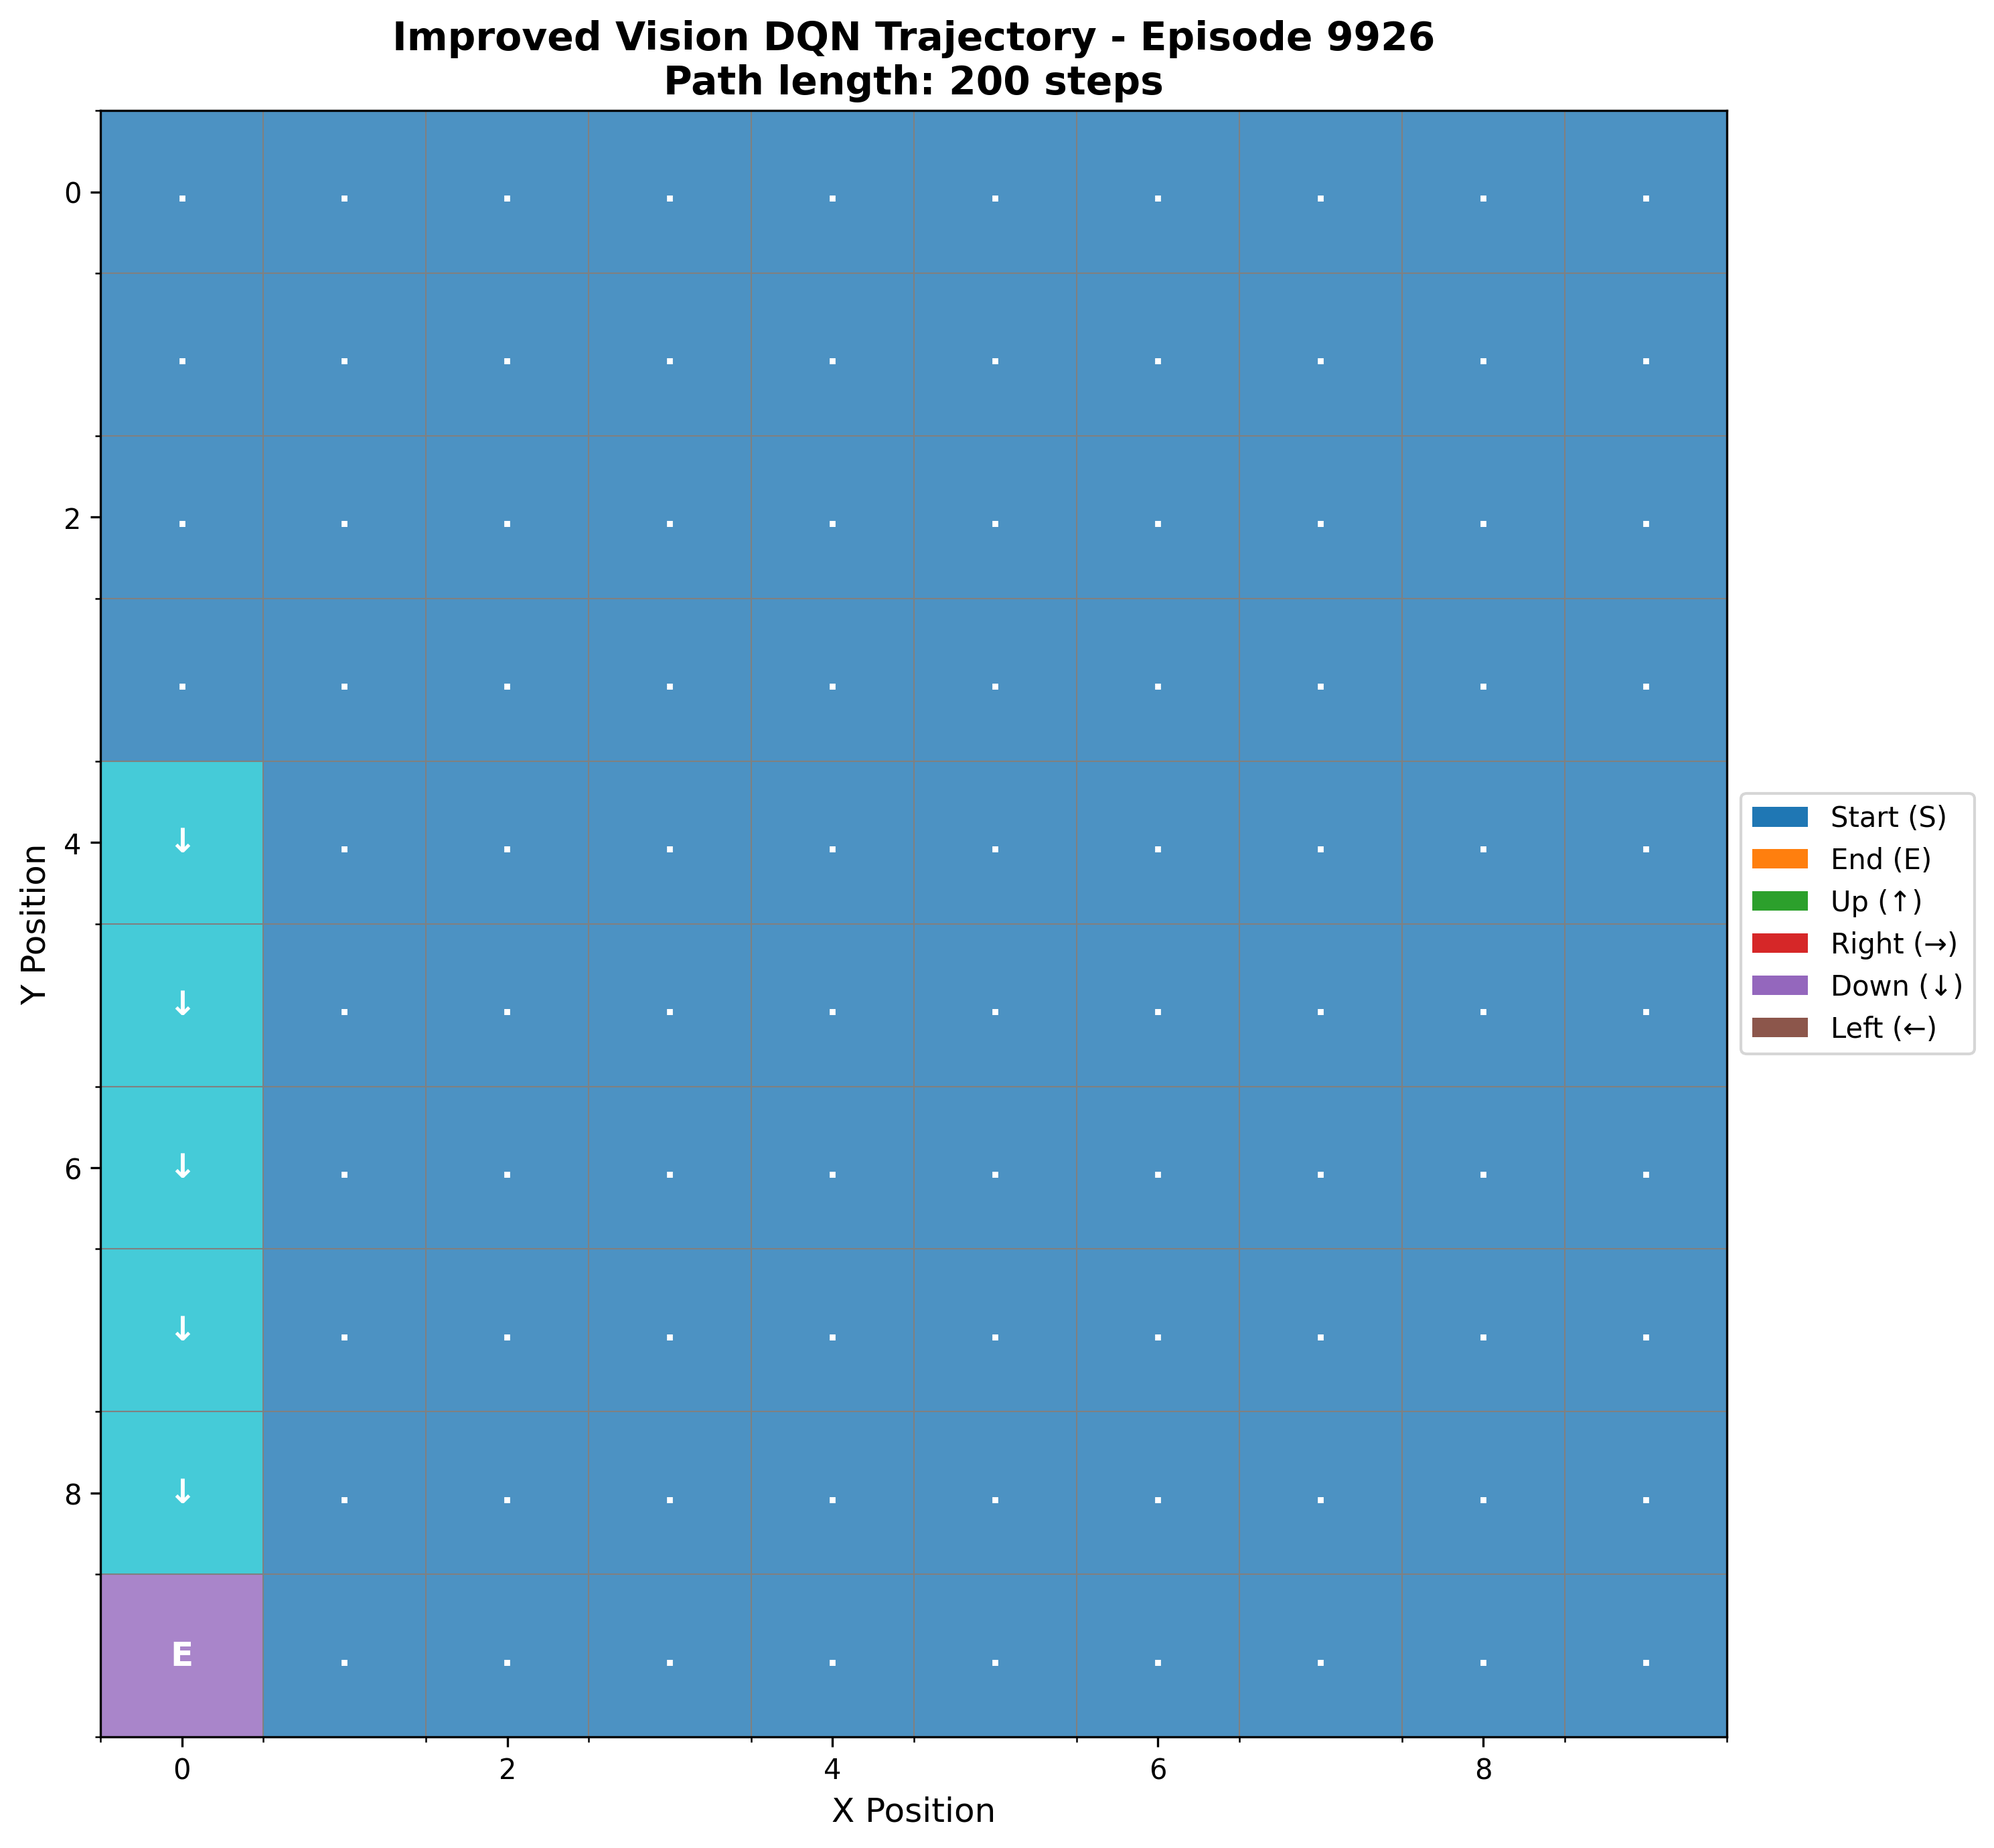 Improved Vision DQN Trajectory - Episode 9926
Path length: 200 steps
0
2
4
↓
↓
6
↓
↓
8
↓
E
0 2 4 6 8
X Position
Y Position
Start (S)
End (E)
Up (↑)
Right (→)
Down (↓)
Left (←)